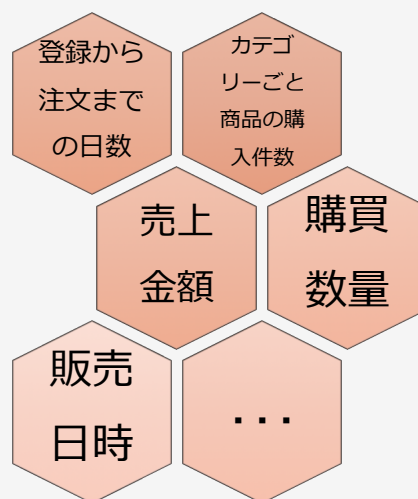 登録から
注文まで
の日数
カテゴ
リーごと
商品の購
入件数
売上
金額
購買
数量
販売
日時
・・・